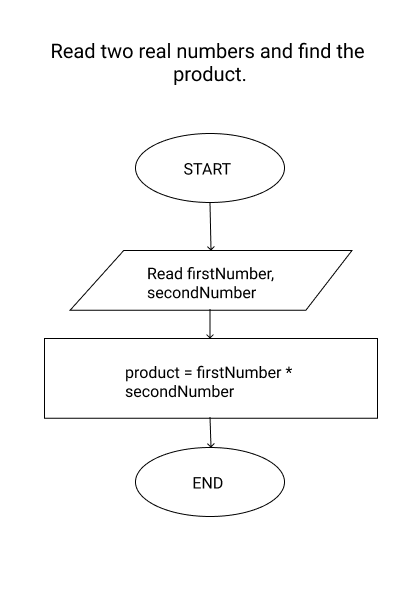 Read two real numbers and find the
product.
START
Read firstNumber,
secondNumber
product = firstNumber *
secondNumber
END